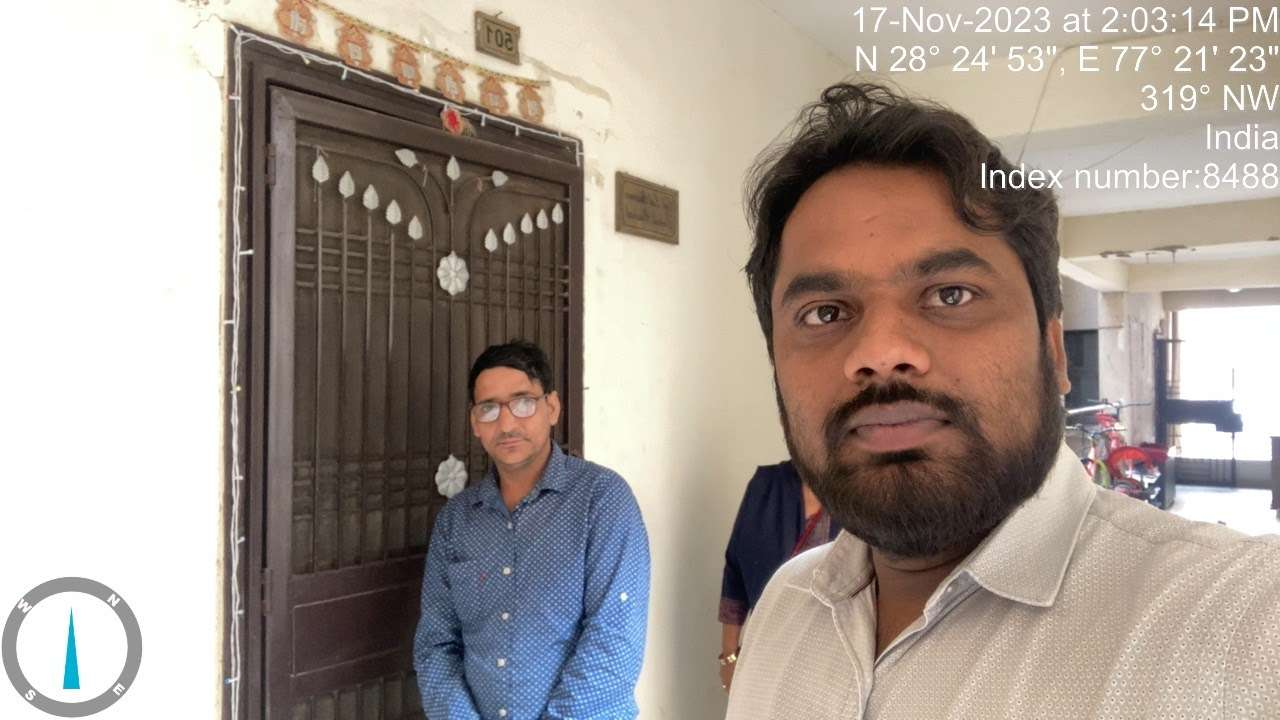 17-Nov-2023 at 2:03:14 PM
N 28° 24' 53", E 77° 21' 23"
319° NW
India
Index number:8488
501
N
W
E
S